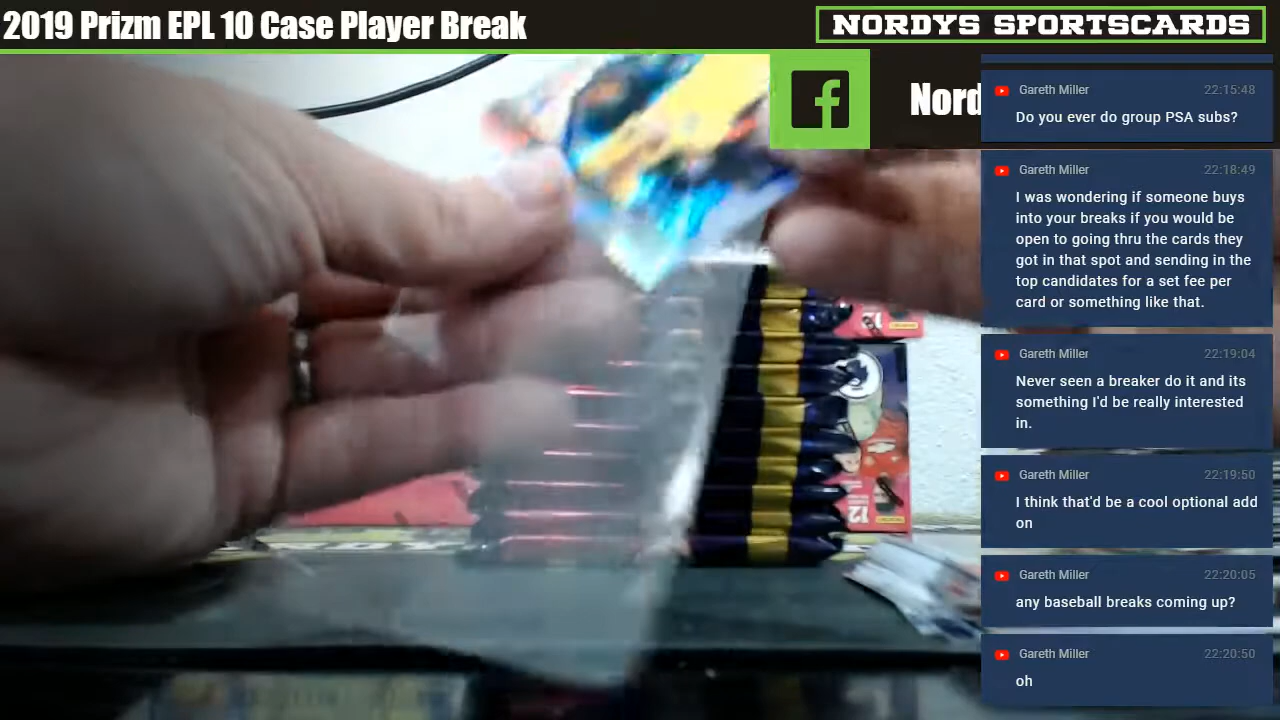 2019 Prizm EPL 10 Case Player Break
NORDYS SPORTSCARDS
Nord
Gareth Miller 22:15:48
Do you ever do group PSA subs?
Gareth Miller 22:18:49
I was wondering if someone buys
into your breaks if you would be
open to going thru the cards they
got in that spot and sending in the
top candidates for a set fee per
card or something like that.
Gareth Miller 22:19:04
Never seen a breaker do it and its
something I'd be really interested
in.
Gareth Miller 22:19:50
I think that'd be a cool optional add
on
Gareth Miller 22:20:05
any baseball breaks coming up?
Gareth Miller 22:20:50
oh
12
12